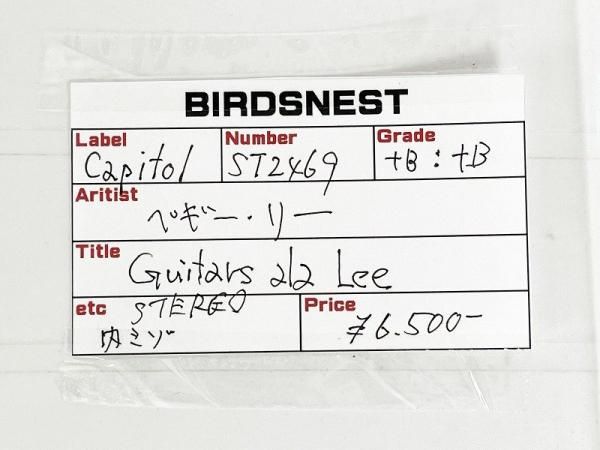 BIRDSNEST
Label Capitol Number ST2469 Grade +B : +B
Aritist ペギー・リー
Title Guitars a la Lee
etc STEREO 内ミゾ Price ¥6.500-